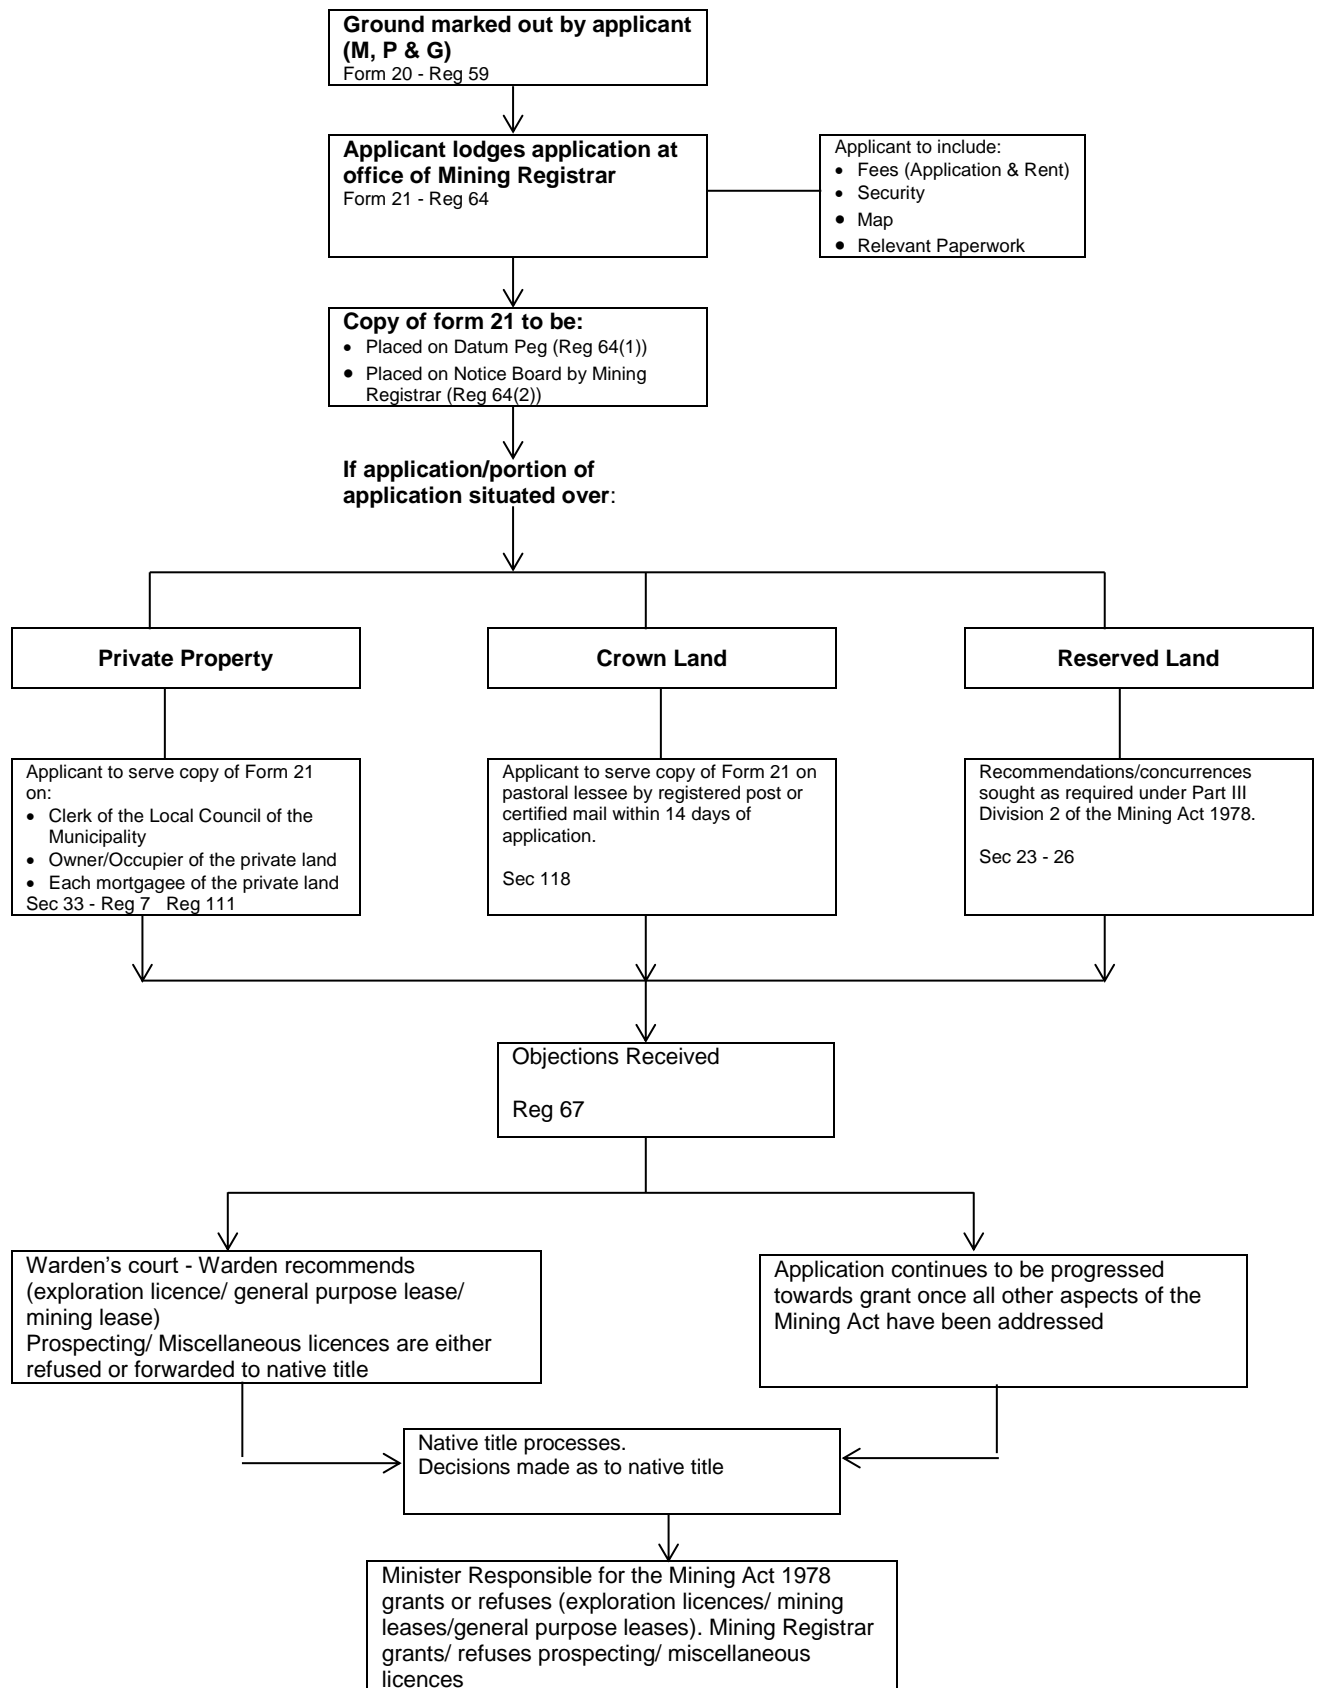 Ground marked out by applicant
(M, P & G)
Form 20 - Reg 59
Applicant lodges application at
office of Mining Registrar
Form 21 - Reg 64
Applicant to include:
• Fees (Application & Rent)
• Security
• Map
• Relevant Paperwork
Copy of form 21 to be:
• Placed on Datum Peg (Reg 64(1))
• Placed on Notice Board by Mining
Registrar (Reg 64(2))
If application/portion of
application situated over:
Private Property
Crown Land
Reserved Land
Applicant to serve copy of Form 21
on:
• Clerk of the Local Council of the
Municipality
• Owner/Occupier of the private land
• Each mortgagee of the private land
Sec 33 - Reg 7 Reg 111
Applicant to serve copy of Form 21 on
pastoral lessee by registered post or
certified mail within 14 days of
application.
Sec 118
Recommendations/concurrences
sought as required under Part III
Division 2 of the Mining Act 1978.
Sec 23 - 26
Objections Received
Reg 67
Warden's court - Warden recommends
(exploration licence/ general purpose lease/
mining lease)
Prospecting/ Miscellaneous licences are either
refused or forwarded to native title
Application continues to be progressed
towards grant once all other aspects of the
Mining Act have been addressed
Native title processes.
Decisions made as to native title
Minister Responsible for the Mining Act 1978
grants or refuses (exploration licences/ mining
leases/general purpose leases). Mining Registrar
grants/ refuses prospecting/ miscellaneous
licences